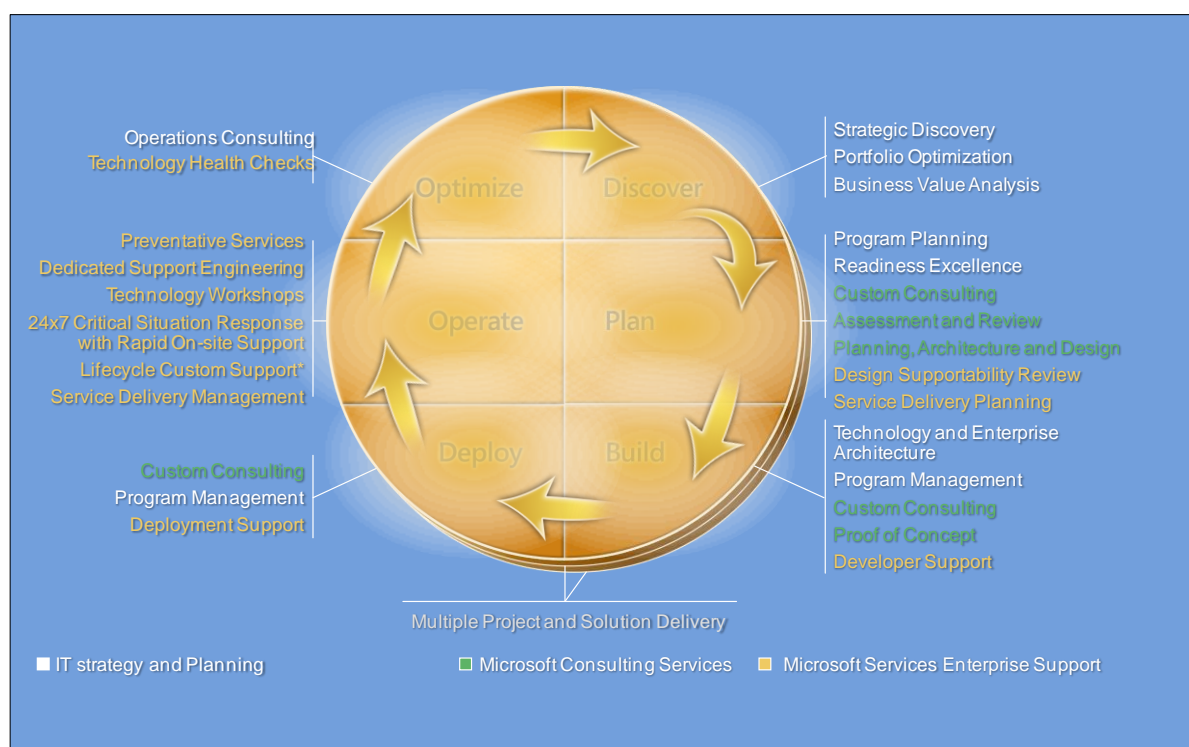 Operations Consulting
Technology Health Checks
Optimize
Discover
Strategic Discovery
Portfolio Optimization
Business Value Analysis
Preventative Services
Dedicated Support Engineering
Technology Workshops
24x7 Critical Situation Response
with Rapid On-site Support
Lifecycle Custom Support*
Service Delivery Management
Operate
Plan
Program Planning
Readiness Excellence
Custom Consulting
Assessment and Review
Planning, Architecture and Design
Design Supportability Review
Service Delivery Planning
Custom Consulting
Program Management
Deployment Support
Deploy
Build
Technology and Enterprise
Architecture
Program Management
Custom Consulting
Proof of Concept
Developer Support
Multiple Project and Solution Delivery
IT strategy and Planning
Microsoft Consulting Services
Microsoft Services Enterprise Support